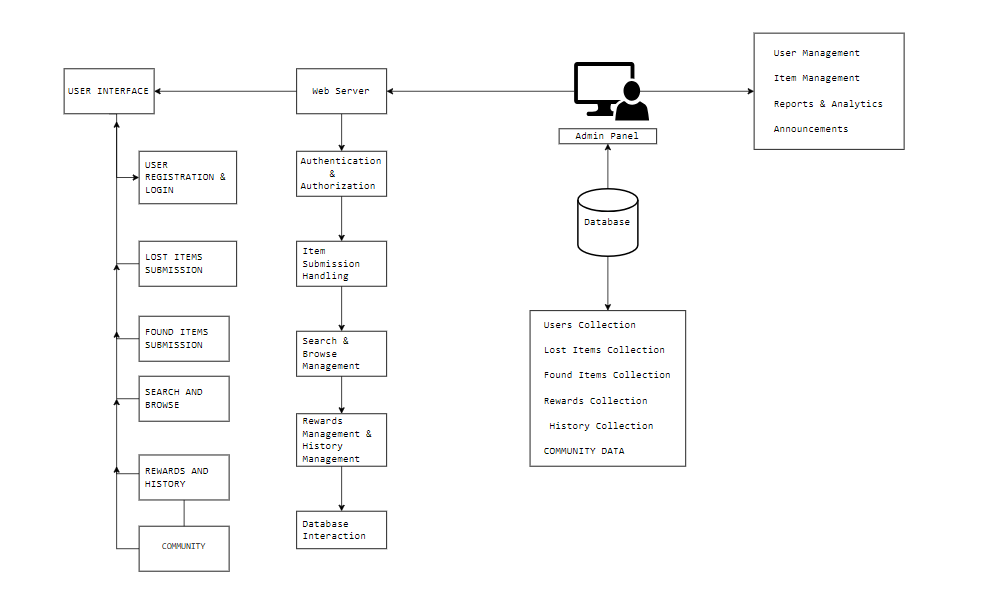 USER INTERFACE
USER
REGISTRATION &
LOGIN
LOST ITEMS
SUBMISSION
FOUND ITEMS
SUBMISSION
SEARCH AND
BROWSE
REWARDS AND
HISTORY
COMMUNITY
Web Server
Authentication
&
Authorization
Item
Submission
Handling
Search &
Browse
Management
Rewards
Management &
History
Management
Database
Interaction
Admin Panel
Database
Users Collection
Lost Items Collection
Found Items Collection
Rewards Collection
History Collection
COMMUNITY DATA
User Management
Item Management
Reports & Analytics
Announcements